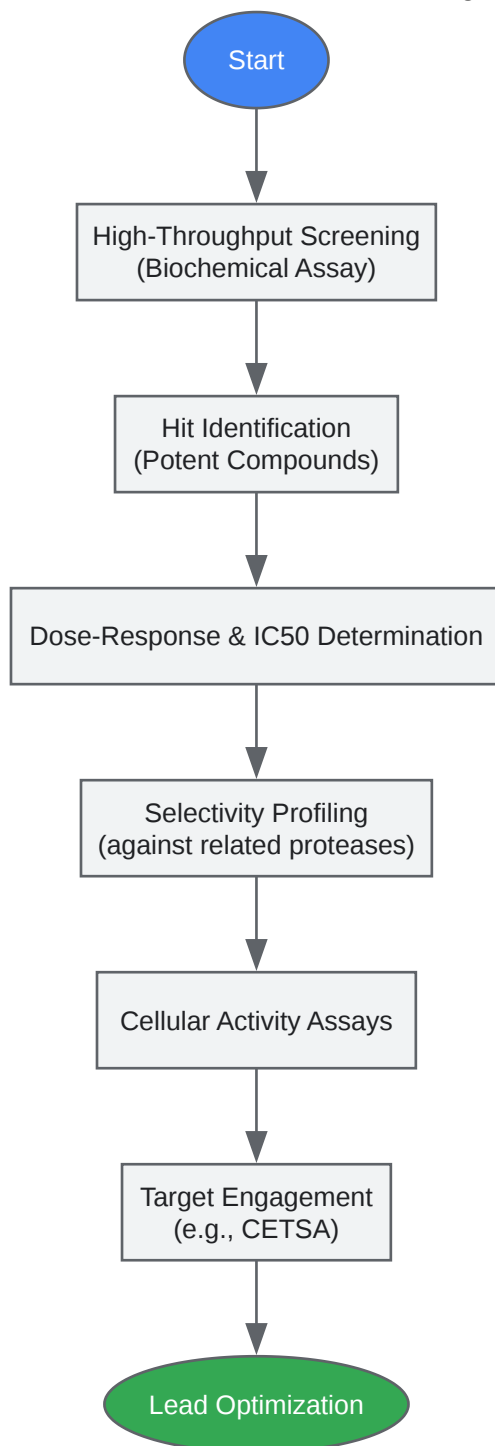 Start
High-Throughput Screening
(Biochemical Assay)
Hit Identification
(Potent Compounds)
Dose-Response & IC50 Determination
Selectivity Profiling
(against related proteases)
Cellular Activity Assays
Target Engagement
(e.g., CETSA)
Lead Optimization